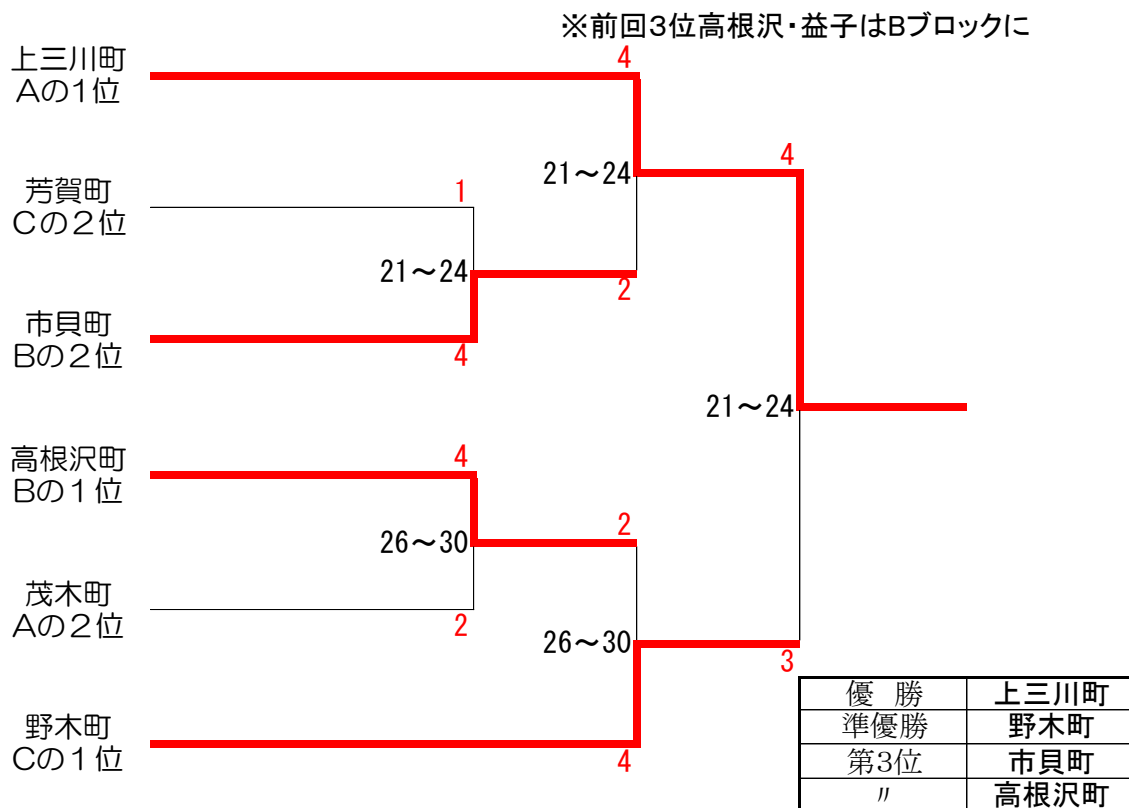 ※前回3位高根沢・益子はBブロックに
上三川町
Aの1位
4
芳賀町
Cの2位
1
21～24
4
21～24
2
市貝町
Bの2位
4
21～24
高根沢町
Bの1位
4
26～30
2
茂木町
Aの2位
2
26～30
3
野木町
Cの1位
4
優 勝 上三川町
準優勝 野木町
第3位 市貝町
〃 高根沢町